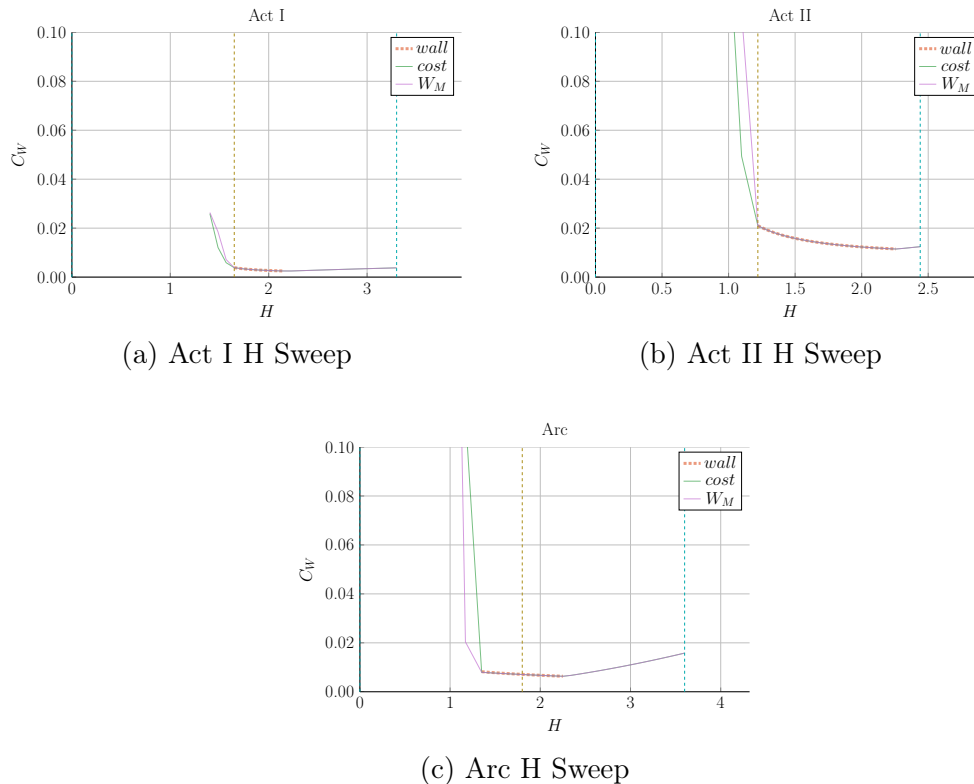 Act I
0.10
0.08
0.06
0.04
0.02
0.00
C_W
0 1 2 3
H
wall
cost
W_M
(a) Act I H Sweep
Act II
0.10
0.08
0.06
0.04
0.02
0.00
C_W
0.0 0.5 1.0 1.5 2.0 2.5
H
wall
cost
W_M
(b) Act II H Sweep
Arc
0.10
0.08
0.06
0.04
0.02
0.00
C_W
0 1 2 3 4
H
wall
cost
W_M
(c) Arc H Sweep